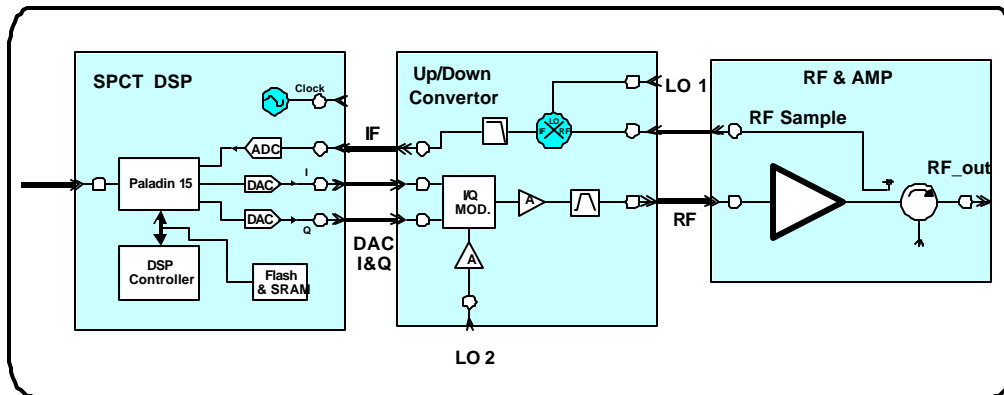 SPCT DSP
Clock
ADC
Paladin 15
DAC
I
DAC
Q
DSP
Controller
Flash
& SRAM
IF
DAC
I&Q
Up/Down
Convertor
LO
IF RF
I/Q
MOD.
A
A
LO 2
LO 1
RF
RF & AMP
RF Sample
RF_out